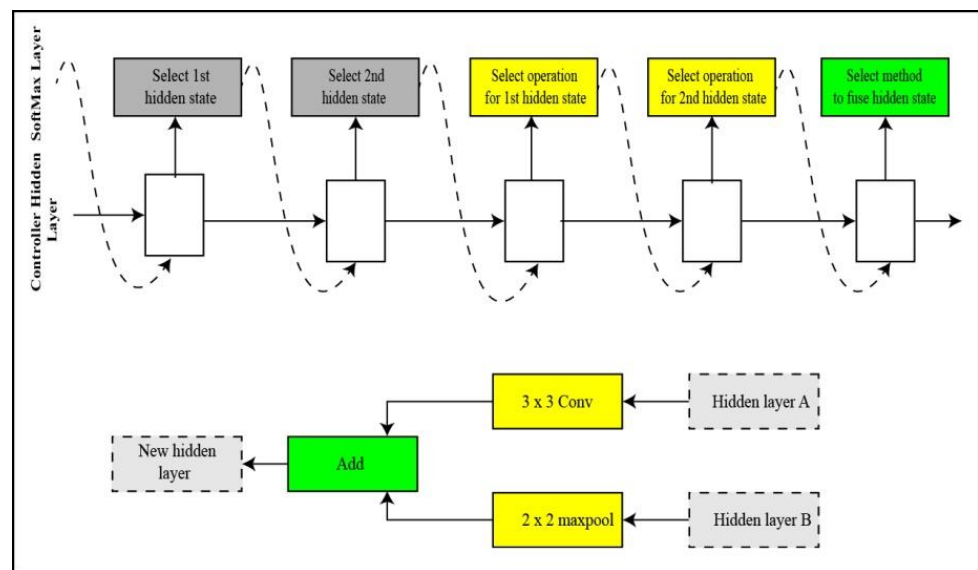 SoftMax Layer
Controller Hidden
Layer
Select 1st
hidden state
Select 2nd
hidden state
Select operation
for 1st hidden state
Select operation
for 2nd hidden state
Select method
to fuse hidden state
3 x 3 Conv
Hidden layer A
New hidden
layer
Add
2 x 2 maxpool
Hidden layer B